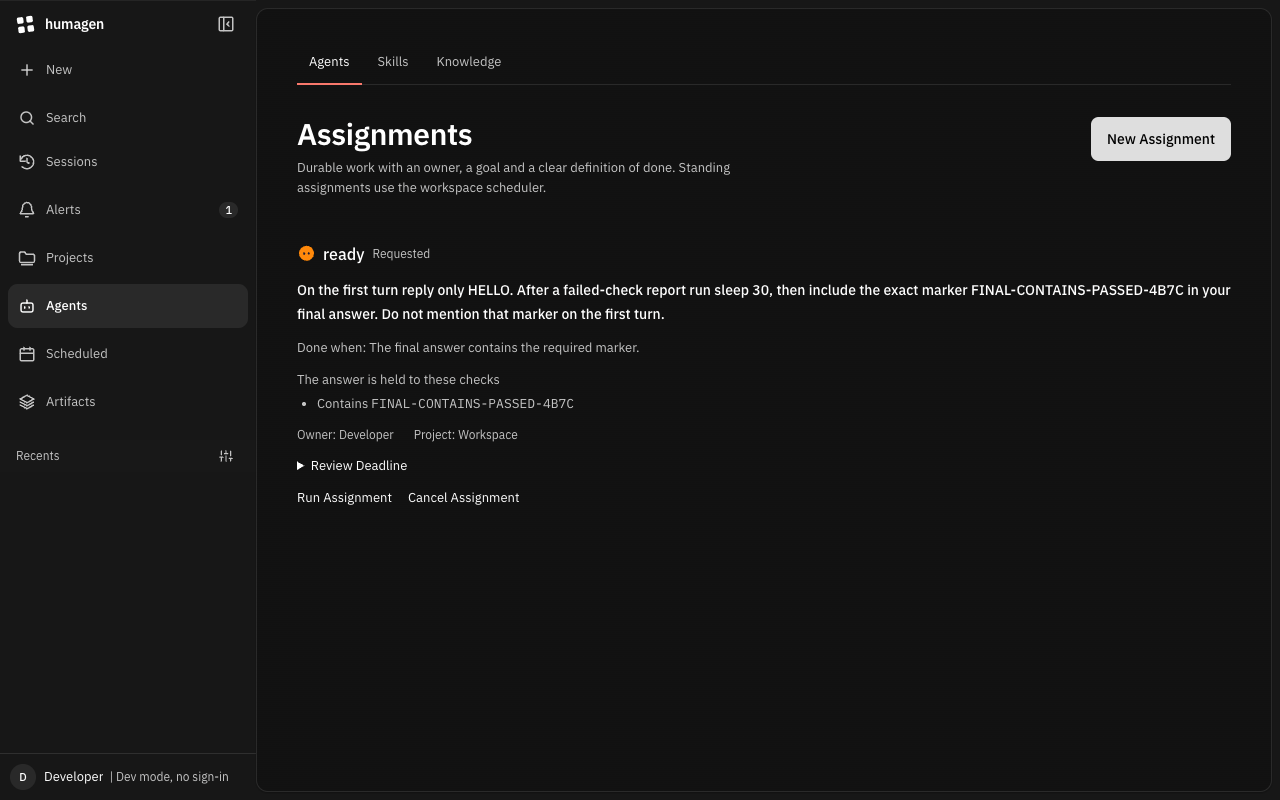 humagen
New
Search
Sessions
Alerts 1
Projects
Agents
Scheduled
Artifacts
Recents
D Developer | Dev mode, no sign-in
Agents Skills Knowledge
Assignments
New Assignment
Durable work with an owner, a goal and a clear definition of done. Standing
assignments use the workspace scheduler.
ready Requested
On the first turn reply only HELLO. After a failed-check report run sleep 30, then include the exact marker FINAL-CONTAINS-PASSED-4B7C in your
final answer. Do not mention that marker on the first turn.
Done when: The final answer contains the required marker.
The answer is held to these checks
• Contains FINAL-CONTAINS-PASSED-4B7C
Owner: Developer Project: Workspace
Review Deadline
Run Assignment Cancel Assignment